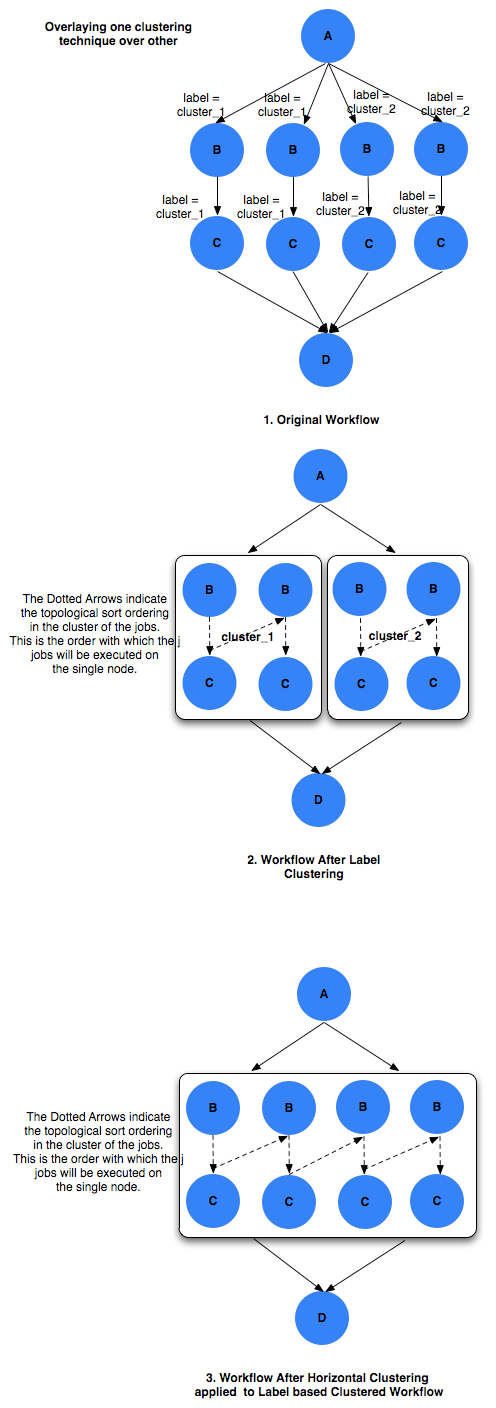 Overlaying one clustering
technique over other
A
label =
cluster_1
label =
cluster_1
label =
cluster_2
label =
cluster_2
B
B
B
B
label =
cluster_1
label =
cluster_1
label =
cluster_2
label =
cluster_2
C
C
C
C
D
1. Original Workflow
A
B
B
B
B
The Dotted Arrows indicate
the topological sort ordering
in the cluster of the jobs.
This is the order with which the j
jobs will be executed on
the single node.
cluster_1
cluster_2
C
C
C
C
D
2. Workflow After Label
Clustering
A
B
B
B
B
The Dotted Arrows indicate
the topological sort ordering
in the cluster of the jobs.
This is the order with which the j
jobs will be executed on
the single node.
C
C
C
C
D
3. Workflow After Horizontal Clustering
applied to Label based Clustered Workflow